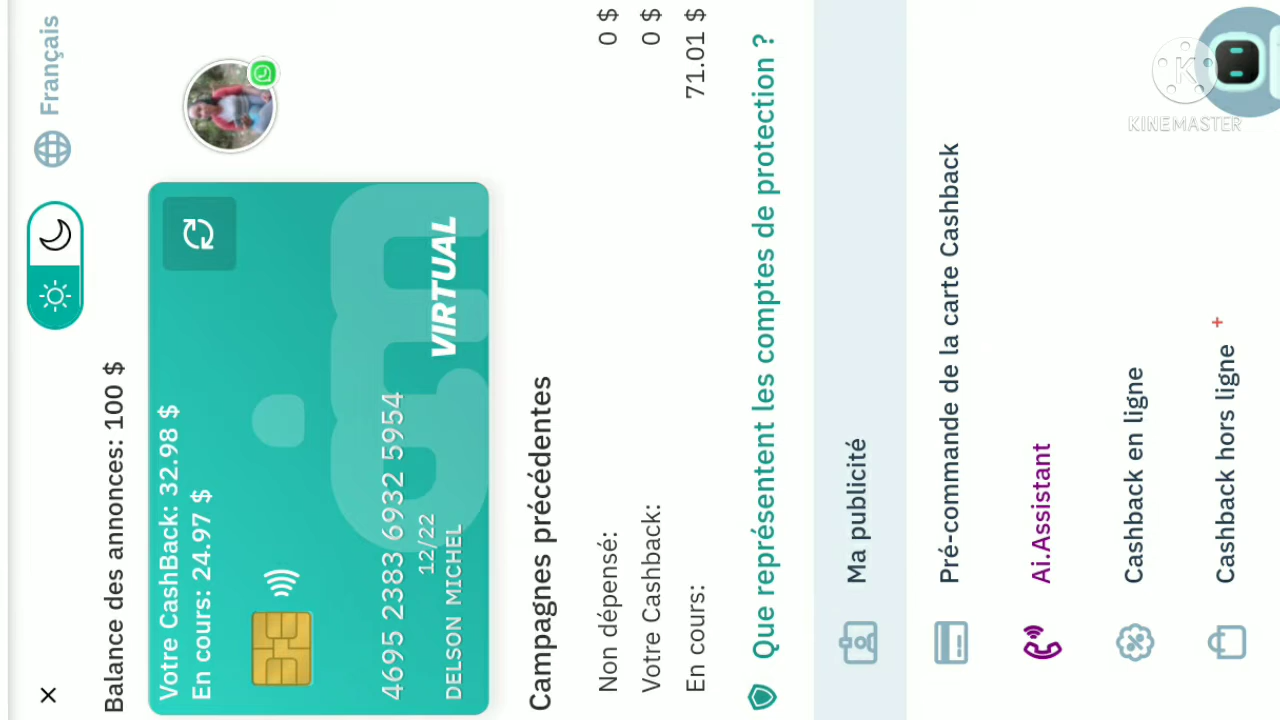 Français
Balance des annonces: 100 $
Votre CashBack: 32.98 $
En cours: 24.97 $
4695 2383 6932 5954
12/22
VIRTUAL
DELSON MICHEL
Campagnes précédentes
Non dépensé: 0 $
Votre Cashback: 0 $
En cours: 71.01 $
Que représentent les comptes de protection ?
Ma publicité
Pré-commande de la carte Cashback
Ai.Assistant
Cashback en ligne
Cashback hors ligne +
K
KINEMASTER